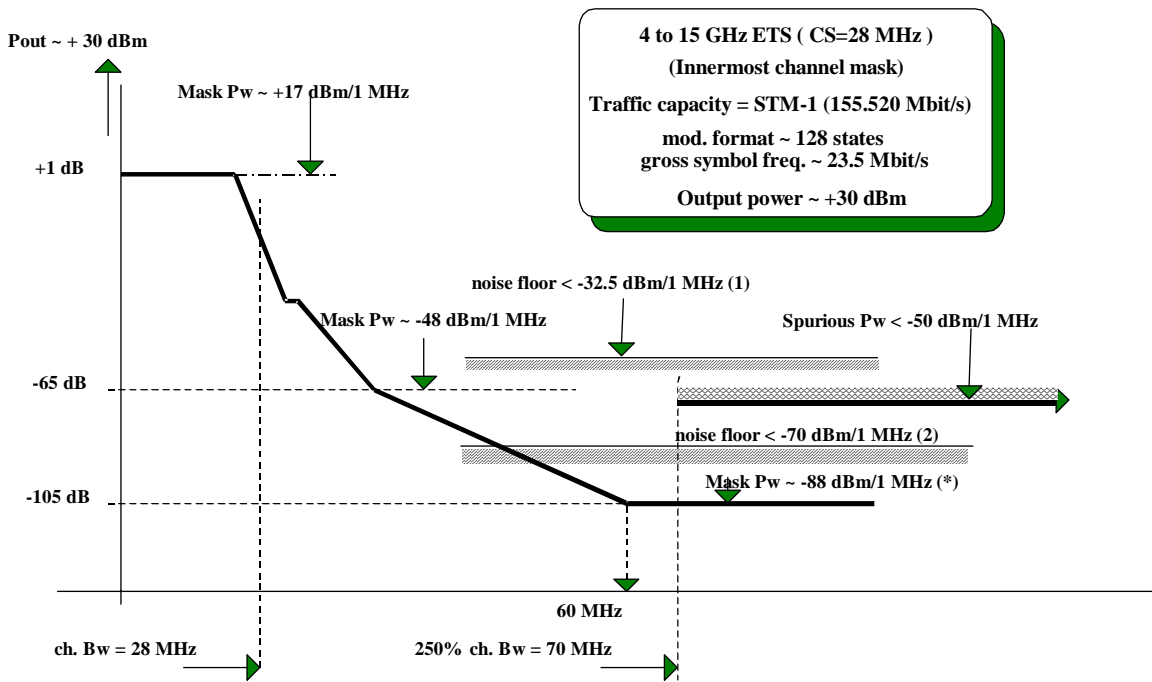 Pout ~ + 30 dBm
4 to 15 GHz ETS ( CS=28 MHz )
(Innermost channel mask)
Traffic capacity = STM-1 (155.520 Mbit/s)
mod. format ~ 128 states
gross symbol freq. ~ 23.5 Mbit/s
Output power ~ +30 dBm
Mask Pw ~ +17 dBm/1 MHz
+1 dB
noise floor < -32.5 dBm/1 MHz (1)
Mask Pw ~ -48 dBm/1 MHz
Spurious Pw < -50 dBm/1 MHz
-65 dB
noise floor < -70 dBm/1 MHz (2)
Mask Pw ~ -88 dBm/1 MHz (*)
-105 dB
60 MHz
ch. Bw = 28 MHz
250% ch. Bw = 70 MHz